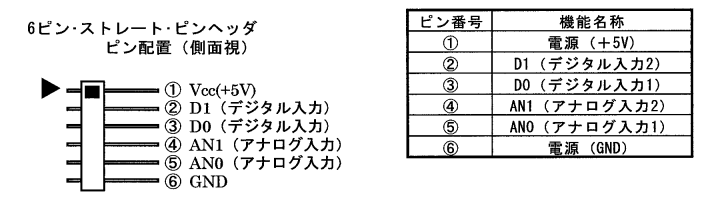 6ピン・ストレート・ピンヘッダ
ピン配置（側面視）
① Vcc(+5V)
② D1（デジタル入力）
③ D0（デジタル入力）
④ AN1（アナログ入力）
⑤ AN0（アナログ入力）
⑥ GND
ピン番号 機能名称
① 電源（＋5V）
② D1（デジタル入力2）
③ D0（デジタル入力1）
④ AN1（アナログ入力2）
⑤ AN0（アナログ入力1）
⑥ 電源（GND）